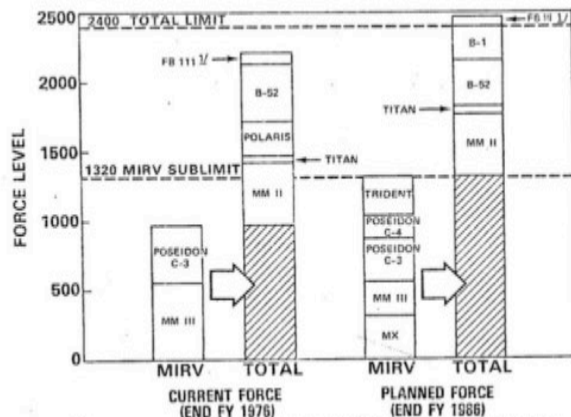 2400 TOTAL LIMIT
2500
2000
1500
1320 MIRV SUBLIMIT
1000
500
0
FORCE LEVEL
FB 111 1/
B-52
POLARIS
TITAN
MM II
POSEIDON
C-3
MM III
FB 111 1/
B-1
B-52
TITAN
MM II
TRIDENT
POSEIDON
C-4
POSEIDON
C-3
MM III
MX
MIRV TOTAL MIRV TOTAL
CURRENT FORCE PLANNED FORCE
(END FY 1976) (END FY 1986)